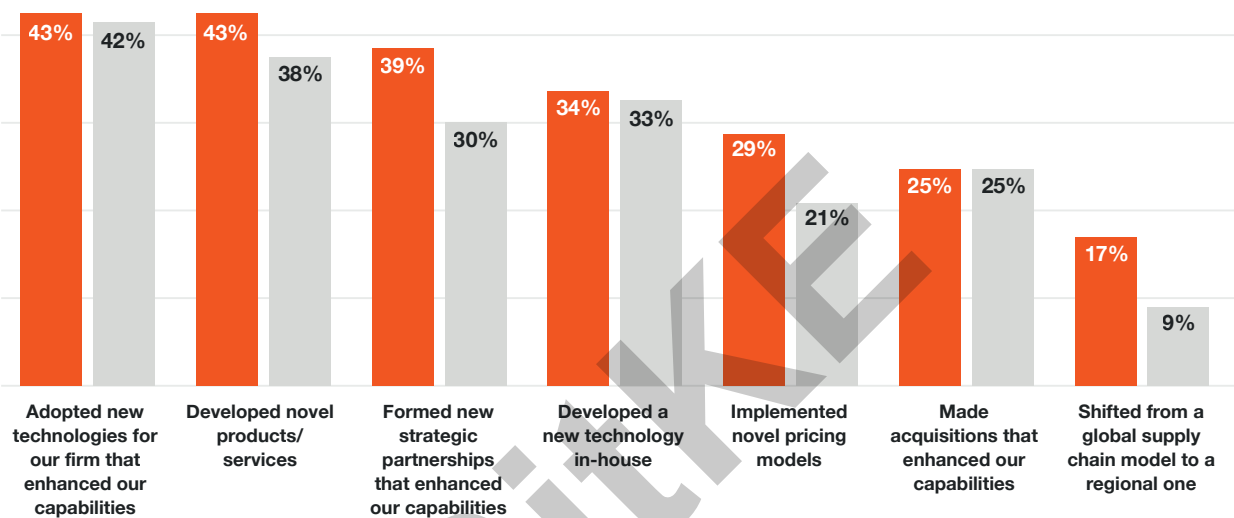 43%
42%
43%
38%
39%
30%
34%
33%
29%
21%
25%
25%
17%
9%
Adopted new
technologies for
our firm that
enhanced our
capabilities
Developed novel
products/
services
Formed new
strategic
partnerships
that enhanced
our capabilities
Developed a
new technology
in-house
Implemented
novel pricing
models
Made
acquisitions that
enhanced our
capabilities
Shifted from a
global supply
chain model to a
regional one